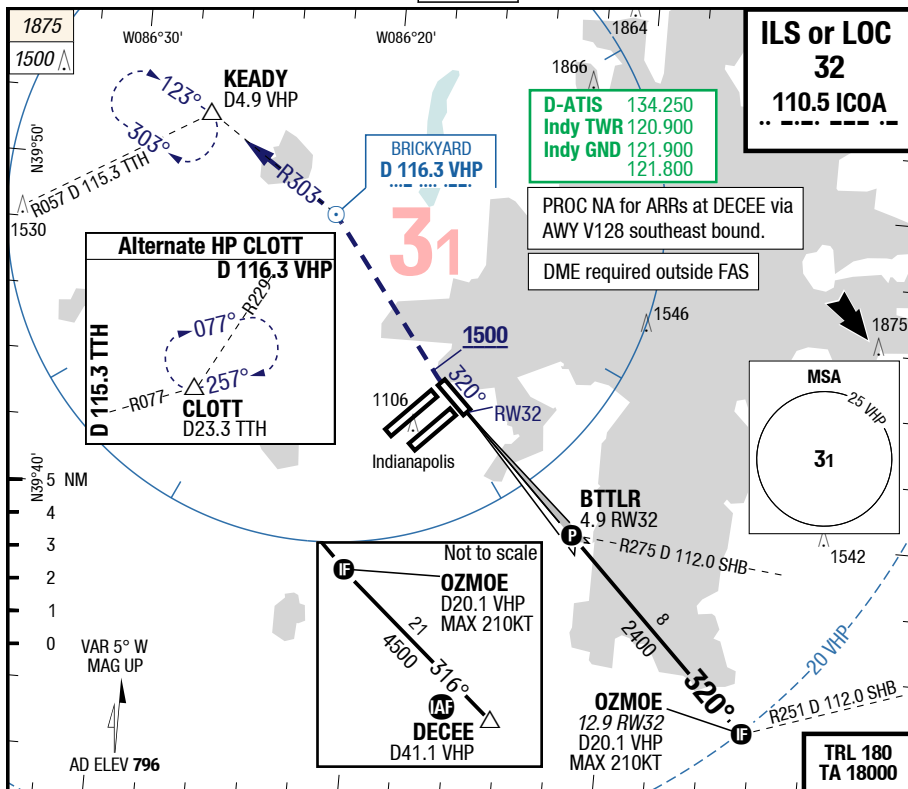 1875
1500
W086°30'
W086°20'
1864
ILS or LOC
32
110.5 ICOA
KEADY
D4.9 VHP
123°
303°
1866
D-ATIS 134.250
Indy TWR 120.900
Indy GND 121.900
121.800
N39°50'
R057 D 115.3 TTH
R303
BRICKYARD
D 116.3 VHP
1530
31
PROC NA for ARRs at DECEE via
AWY V128 southeast bound.
DME required outside FAS
Alternate HP CLOTT
D 116.3 VHP
R229
077°
257°
D 115.3 TTH
R077
CLOTT
D23.3 TTH
1546
1875
1500
320°
RW32
1106
Indianapolis
MSA
25 VHP
31
1542
N39°40'
5 NM
4
3
2
1
0
BTTLR
4.9 RW32
P
R275 D 112.0 SHB
Not to scale
IF
OZMOE
D20.1 VHP
MAX 210KT
21
4500
316°
IAF
DECEE
D41.1 VHP
8
2400
320°
20 VHP
R251 D 112.0 SHB
OZMOE
12.9 RW32
D20.1 VHP
MAX 210KT
IF
VAR 5° W
MAG UP
AD ELEV 796
TRL 180
TA 18000